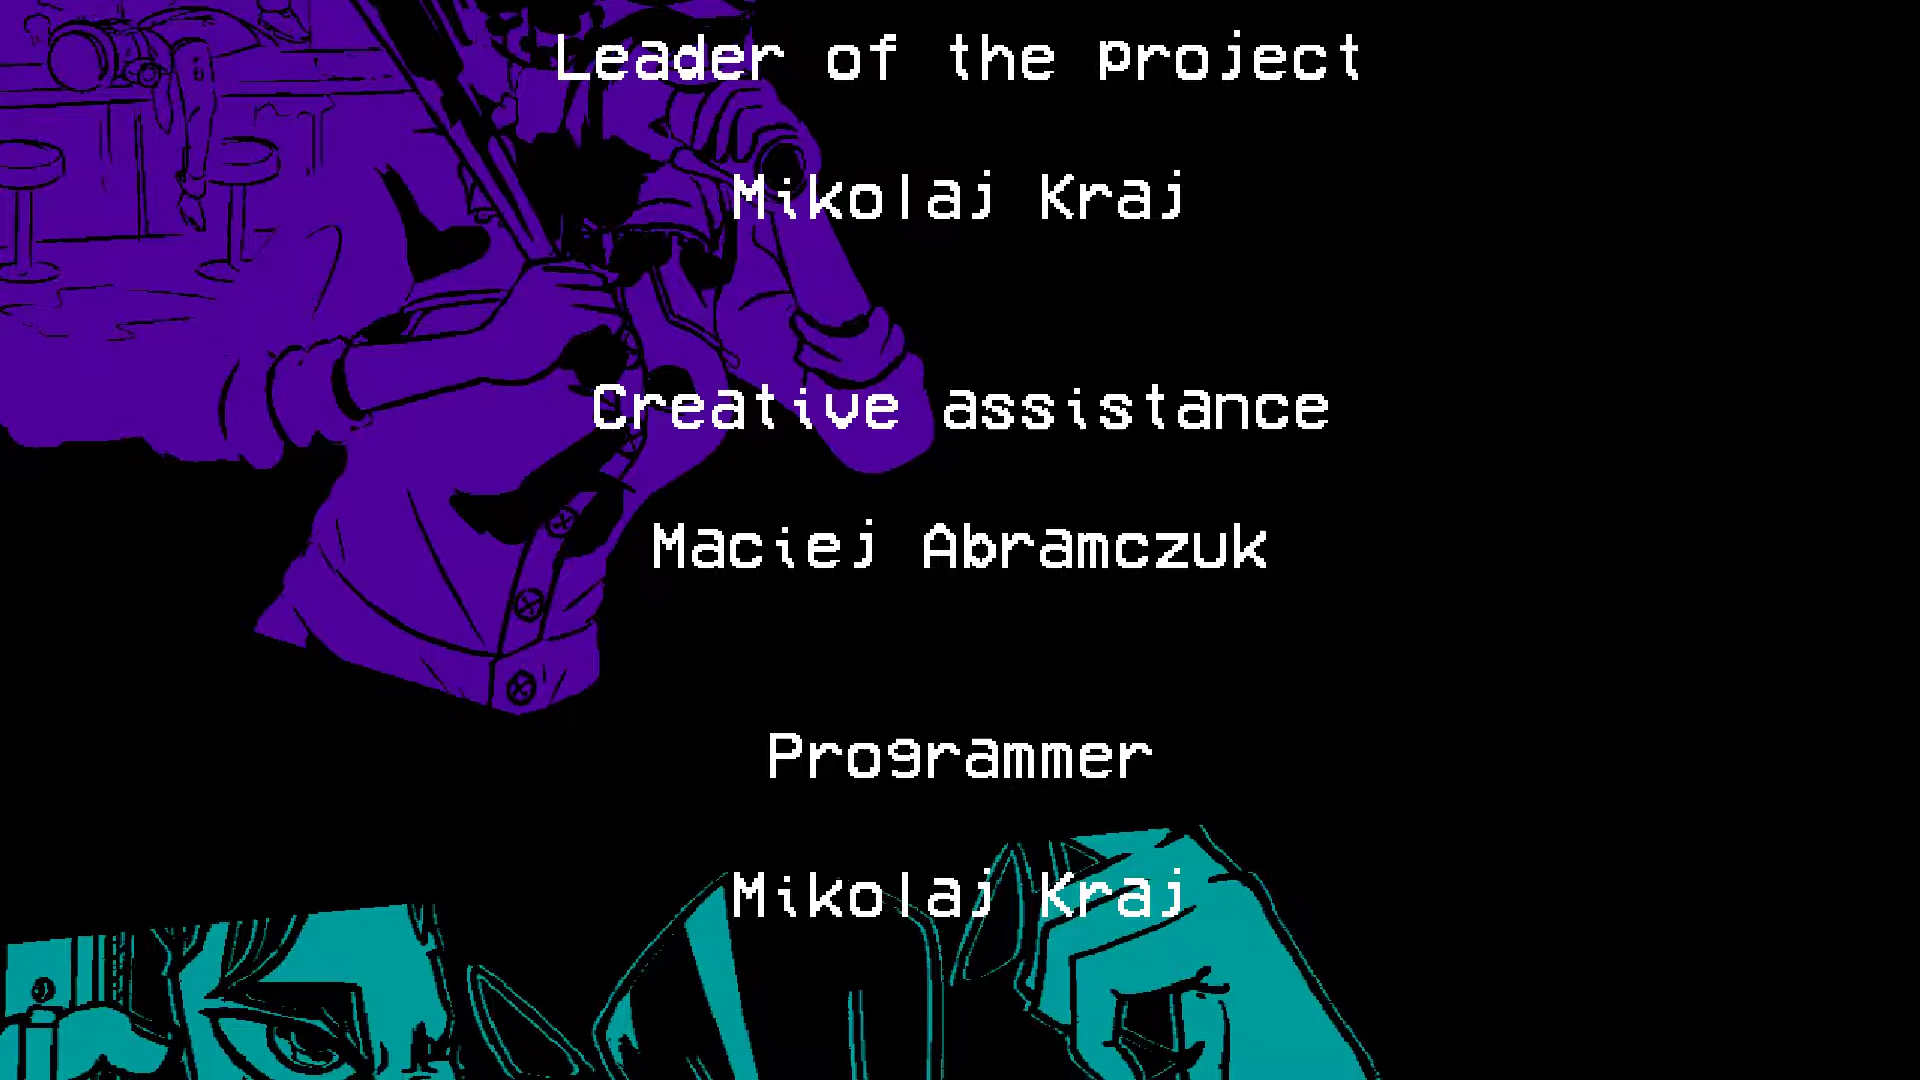 Leader of the project
Mikolaj Kraj
Creative assistance
Maciej Abramczuk
Programmer
Mikolaj Kraj